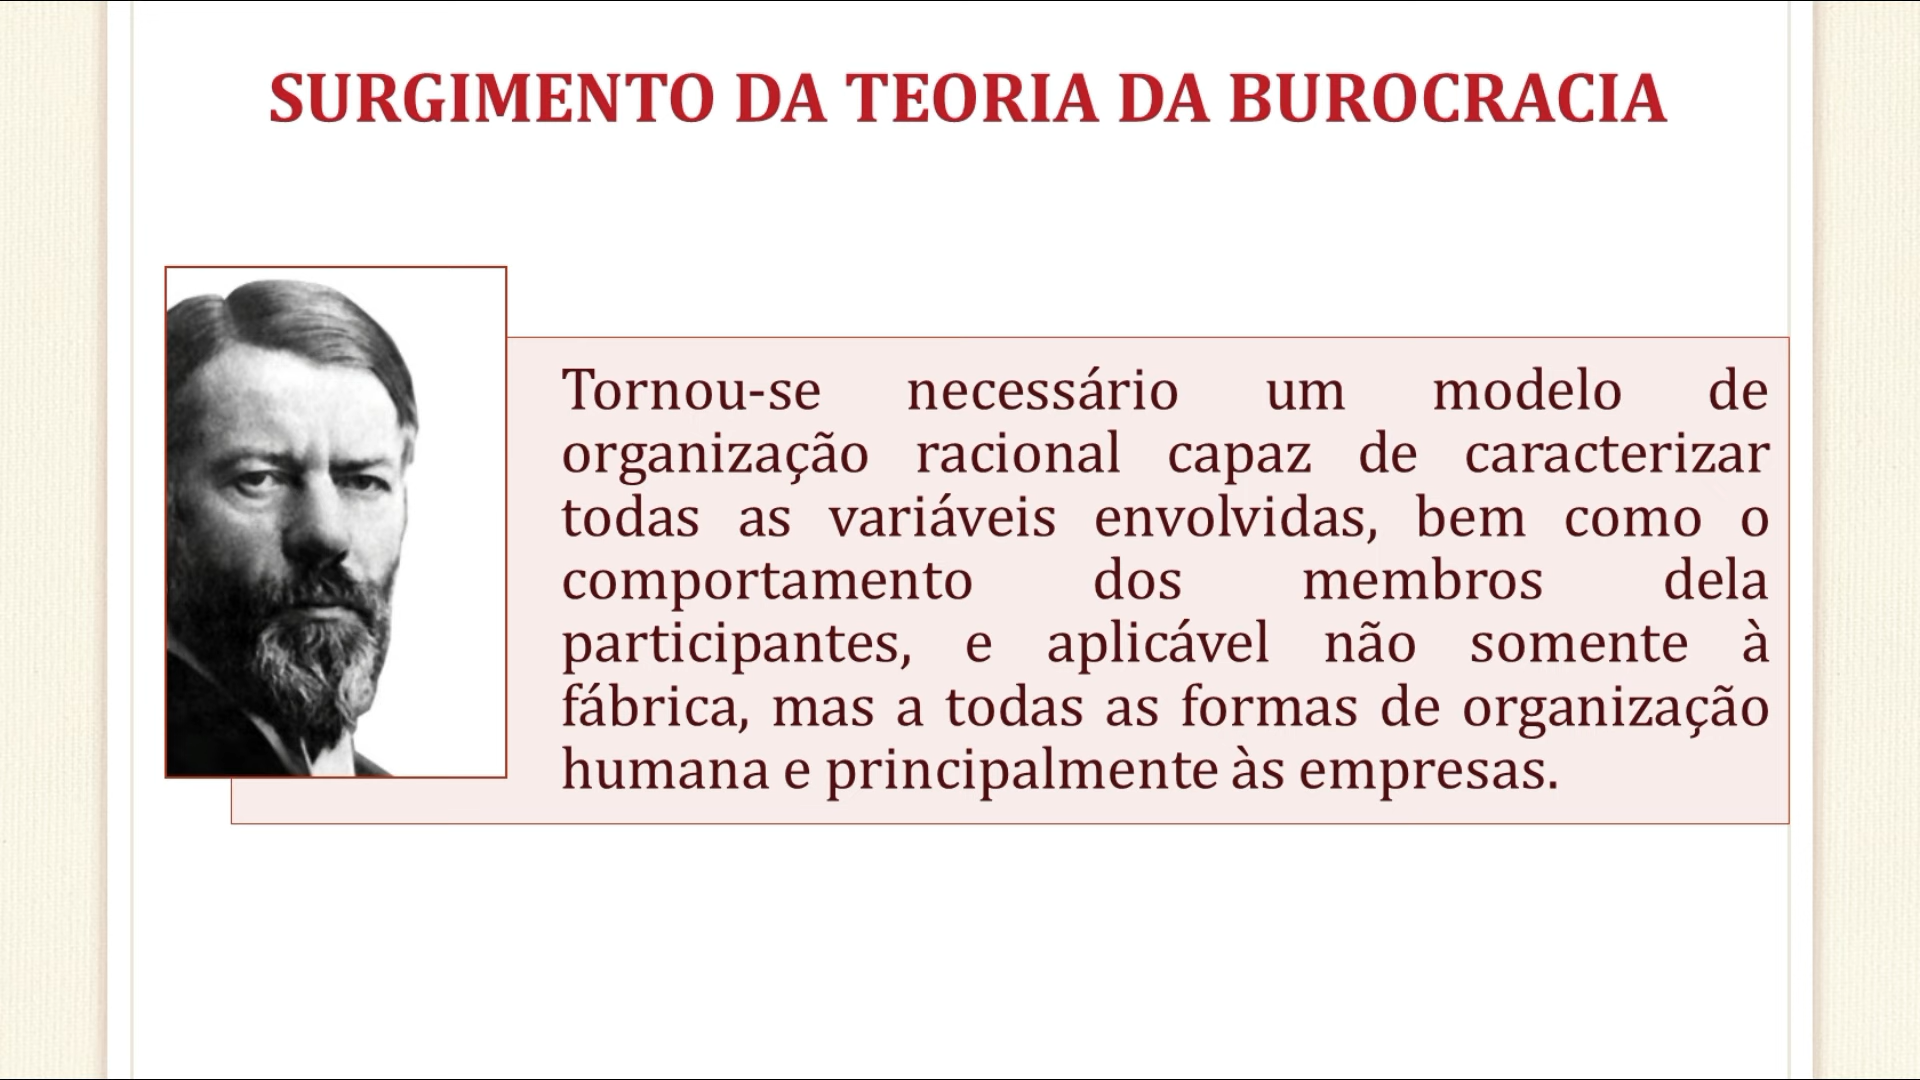 SURGIMENTO DA TEORIA DA BUROCRACIA
Tornou-se necessário um modelo de
organização racional capaz de caracterizar
todas as variáveis envolvidas, bem como o
comportamento dos membros dela
participantes, e aplicável não somente à
fábrica, mas a todas as formas de organização
humana e principalmente às empresas.